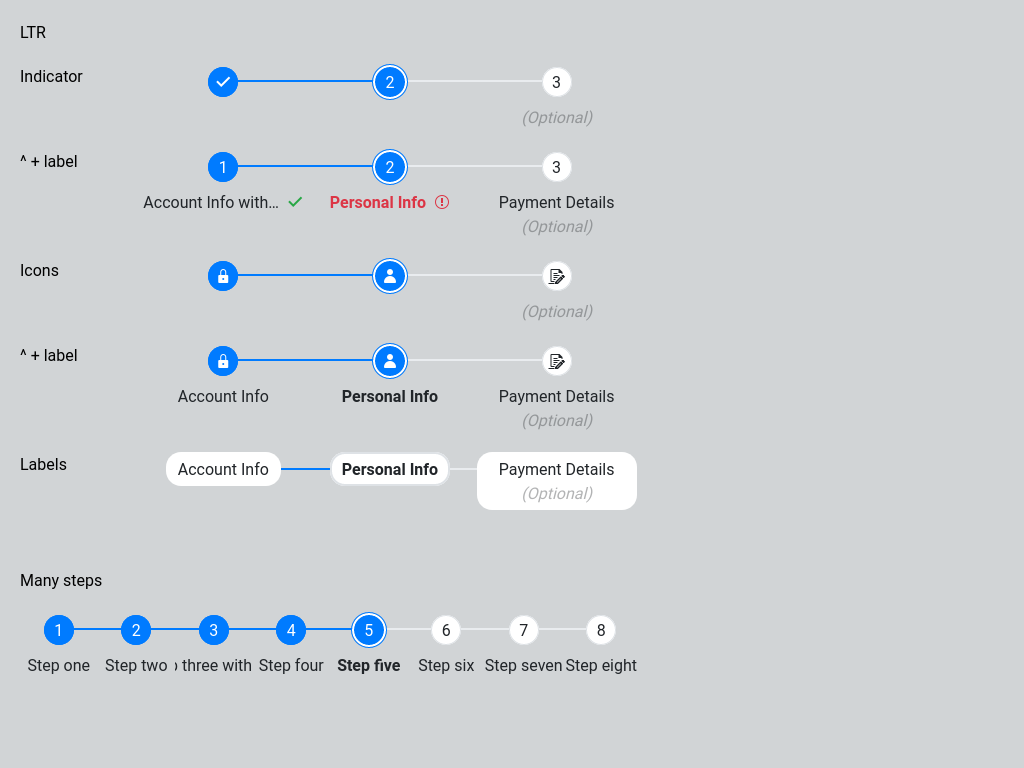 LTR
Indicator
2 3
(Optional)
^ + label
1 2 3
Account Info with… Personal Info Payment Details
(Optional)
Icons
(Optional)
^ + label
Account Info Personal Info Payment Details
(Optional)
Labels
Account Info Personal Info Payment Details
(Optional)
Many steps
1 2 3 4 5 6 7 8
Step one Step two three with Step four Step five Step six Step seven Step eight